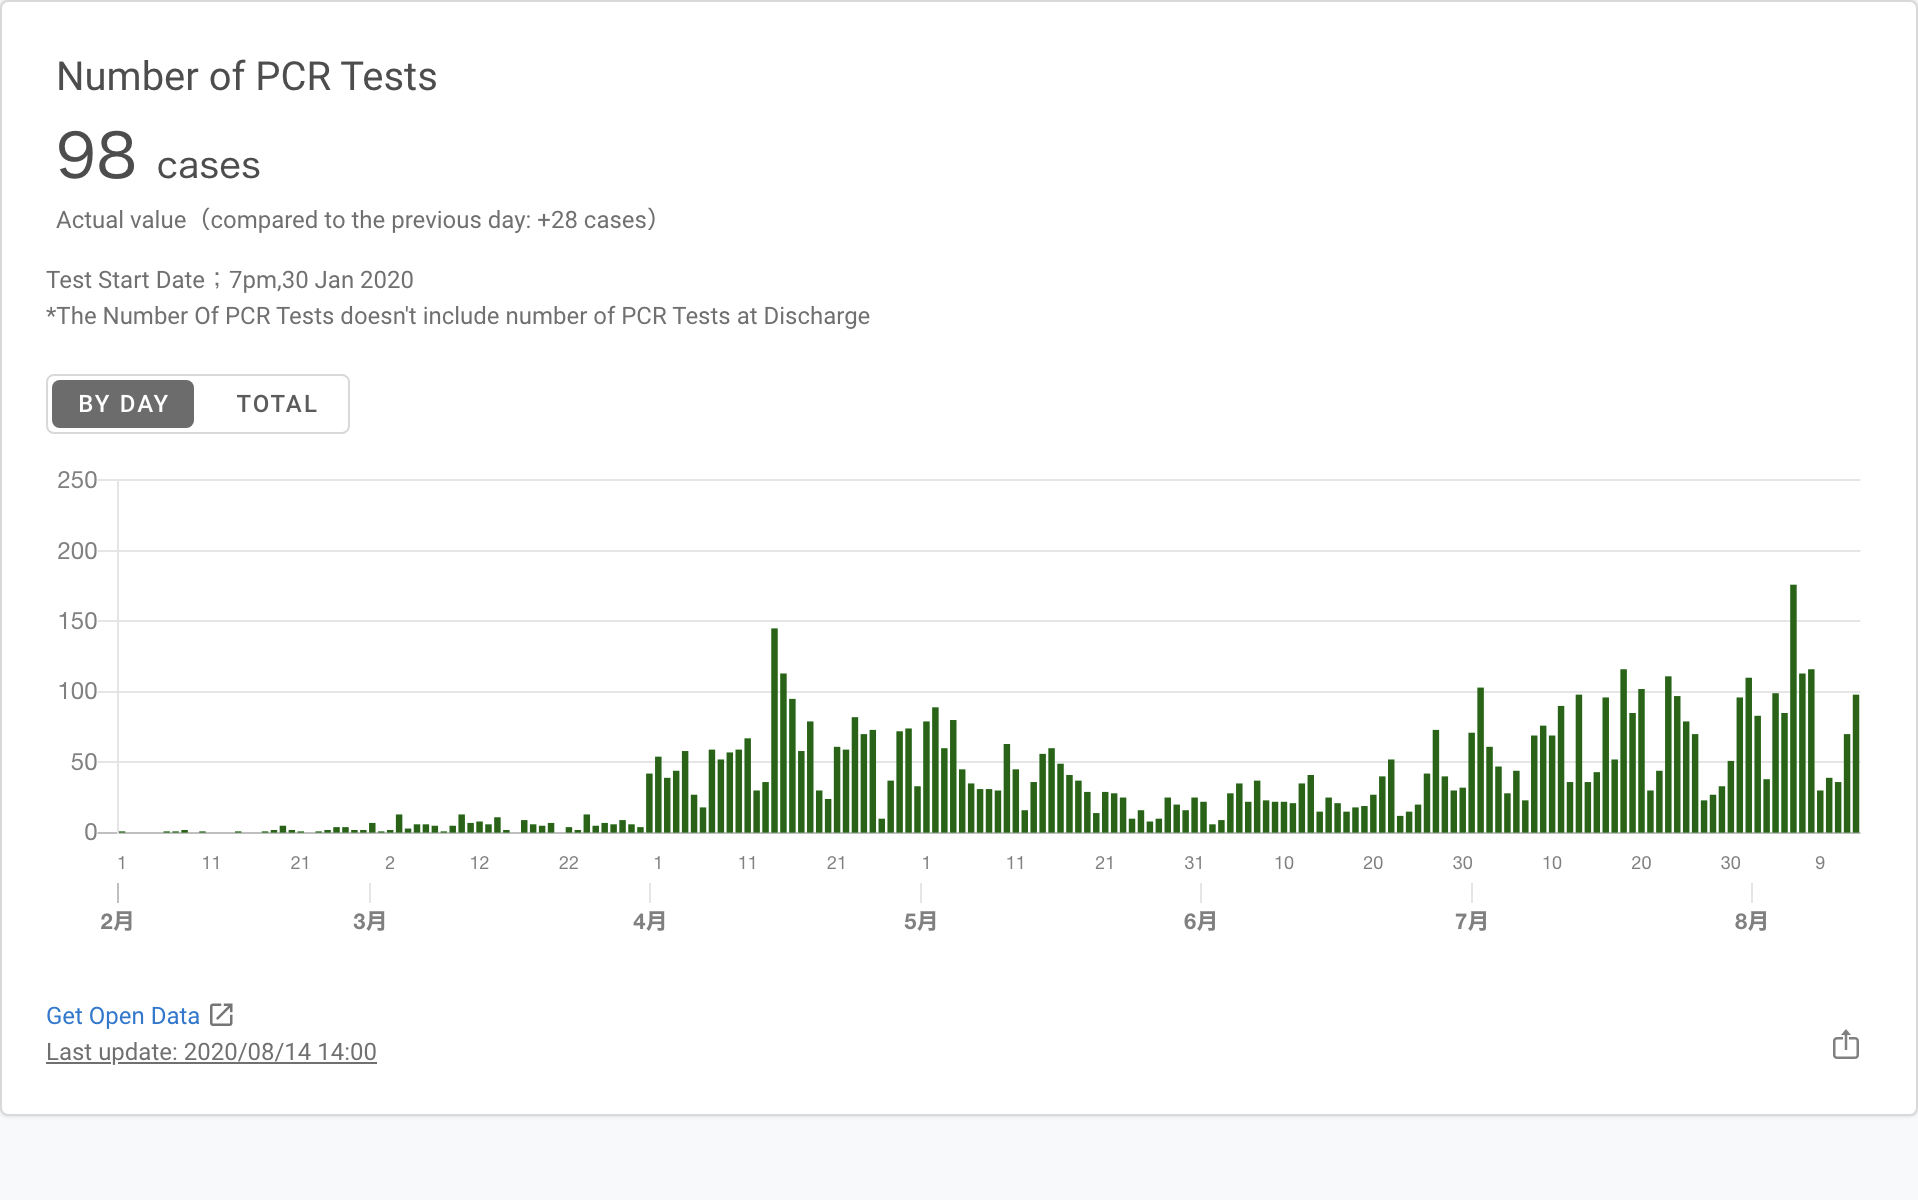 Number of PCR Tests
98 cases
Actual value（compared to the previous day: +28 cases）
Test Start Date；7pm,30 Jan 2020
*The Number Of PCR Tests doesn't include number of PCR Tests at Discharge
BY DAY TOTAL
250
200
150
100
50
0
1 11 21 2 12 22 1 11 21 1 11 21 31 10 20 30 10 20 30 9
2月 3月 4月 5月 6月 7月 8月
Get Open Data
Last update: 2020/08/14 14:00